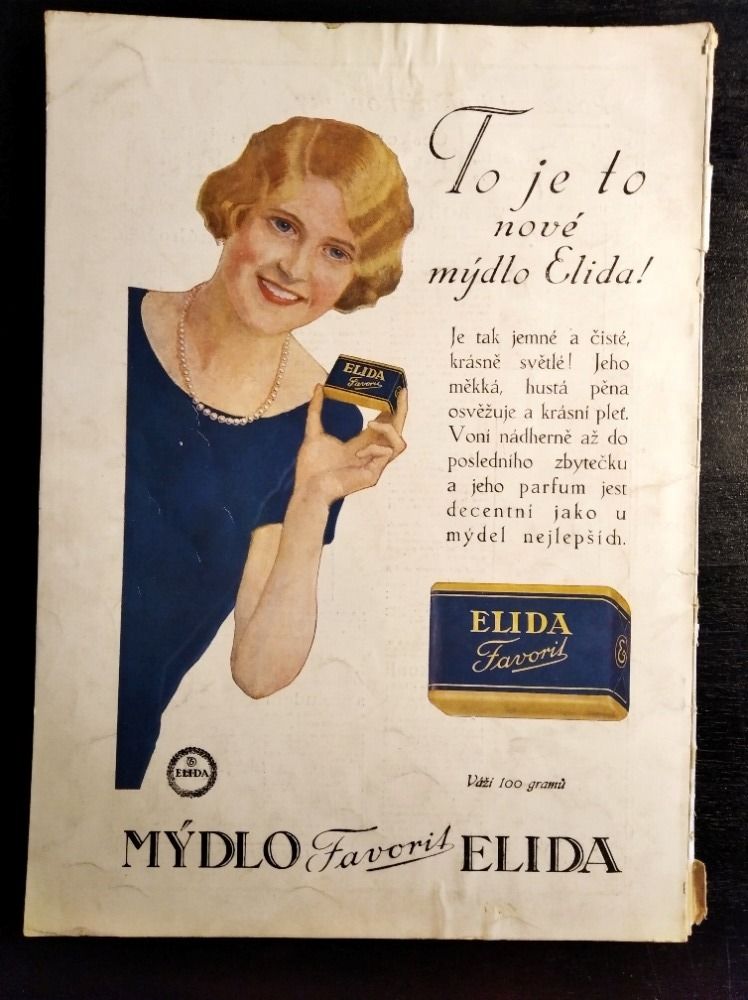 To je to
nové
mýdlo Elida!
Je tak jemné a čisté,
krásně světlé! Jeho
měkká, hustá pěna
osvěžuje a krásní pleť.
Voní nádherně až do
posledního zbytečku
a jeho parfum jest
decentní jako u
mýdel nejlepších.
ELIDA
Favorit
ELIDA
Favorit
E
ELIDA
Váží 100 gramů
MÝDLO Favorit ELIDA